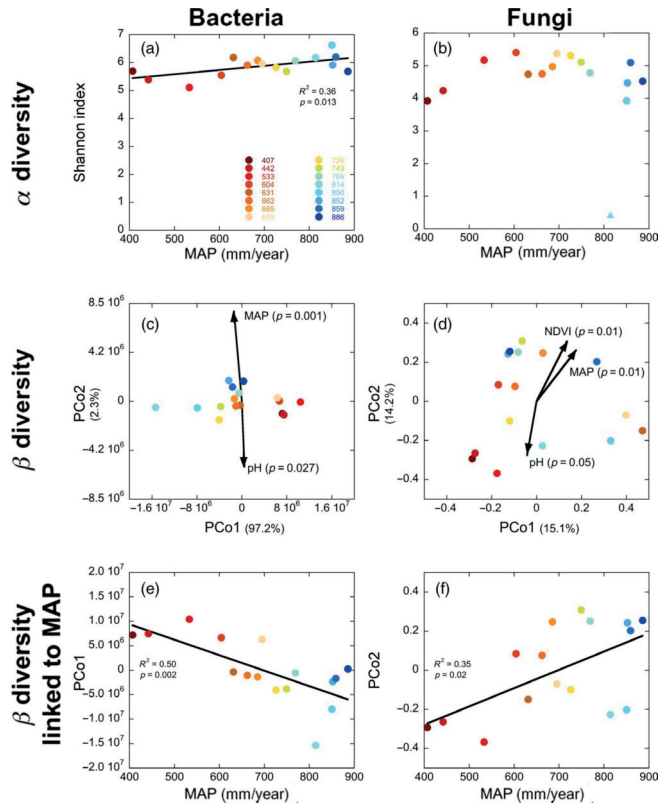 Bacteria
Fungi
α diversity
(a)
Shannon index
7
6
5
4
3
2
1
0
R² = 0.36
p = 0.013
407
442
533
604
631
662
685
695
726
749
769
814
850
852
859
886
400 500 600 700 800 900
MAP (mm/year)
(b)
6
5
4
3
2
1
0
400 500 600 700 800 900
MAP (mm/year)
β diversity
(c)
PCo2
(2.3%)
8.5 10⁶
4.2 10⁶
0
−4.2 10⁶
−8.5 10⁶
MAP (p = 0.001)
pH (p = 0.027)
−1.6 10⁷ −8 10⁶ 0 8 10⁶ 1.6 10⁷
PCo1 (97.2%)
(d)
PCo2
(14.2%)
0.4
0.2
0
−0.2
−0.4
NDVI (p = 0.01)
MAP (p = 0.01)
pH (p = 0.05)
−0.4 −0.2 0 0.2 0.4
PCo1 (15.1%)
β diversity
linked to MAP
(e)
PCo1
2.0 10⁷
1.5 10⁷
1.0 10⁷
5.0 10⁶
0
−5.0 10⁶
−1.0 10⁷
−1.5 10⁷
−2.0 10⁷
R² = 0.50
p = 0.002
400 500 600 700 800 900
MAP (mm/year)
(f)
PCo2
0.4
0.2
0
−0.2
−0.4
R² = 0.35
p = 0.02
400 500 600 700 800 900
MAP (mm/year)